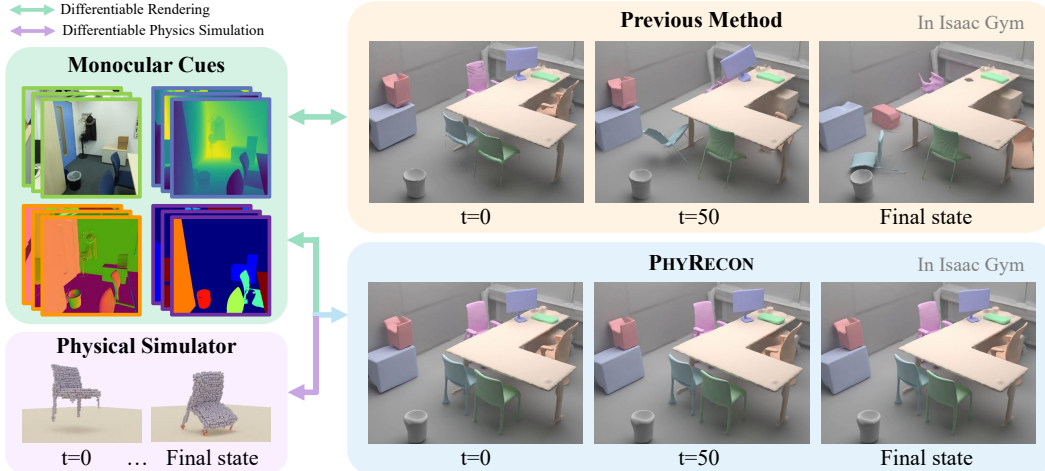 Differentiable Rendering
Differentiable Physics Simulation
Monocular Cues
Physical Simulator
t=0 ... Final state
Previous Method
In Isaac Gym
t=0 t=50 Final state
PHYRECON
In Isaac Gym
t=0 t=50 Final state